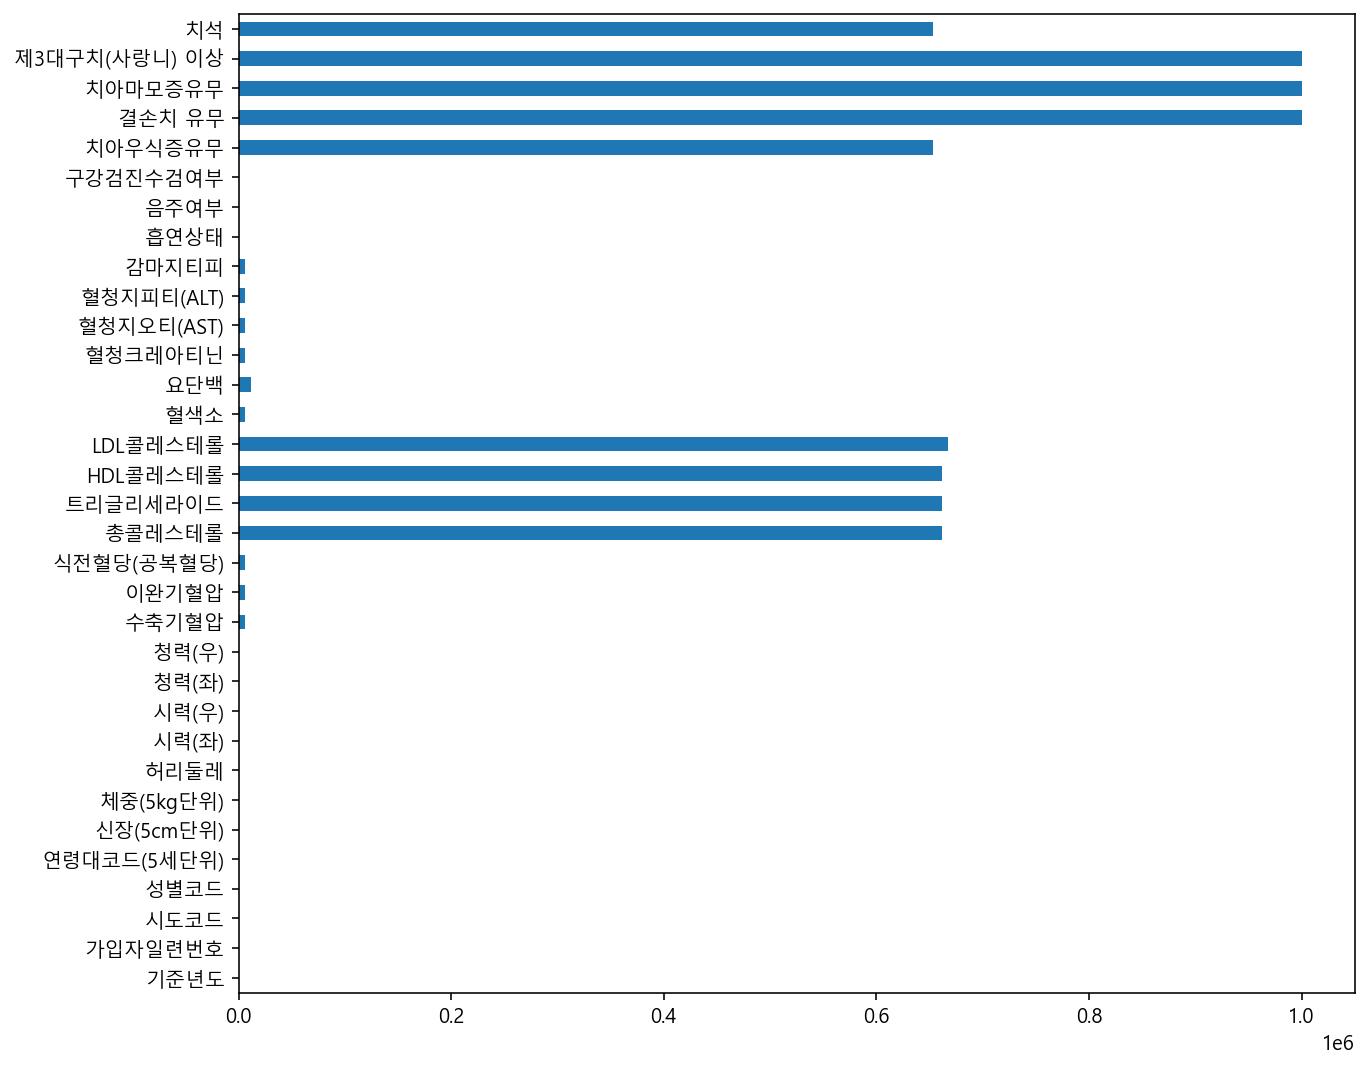 치석
제3대구치(사랑니) 이상
치아마모증유무
결손치 유무
치아우식증유무
구강검진수검여부
음주여부
흡연상태
감마지티피
혈청지피티(ALT)
혈청지오티(AST)
혈청크레아티닌
요단백
혈색소
LDL콜레스테롤
HDL콜레스테롤
트리글리세라이드
총콜레스테롤
식전혈당(공복혈당)
이완기혈압
수축기혈압
청력(우)
청력(좌)
시력(우)
시력(좌)
허리둘레
체중(5kg단위)
신장(5cm단위)
연령대코드(5세단위)
성별코드
시도코드
가입자일련번호
기준년도
0.0 0.2 0.4 0.6 0.8 1.0
1e6